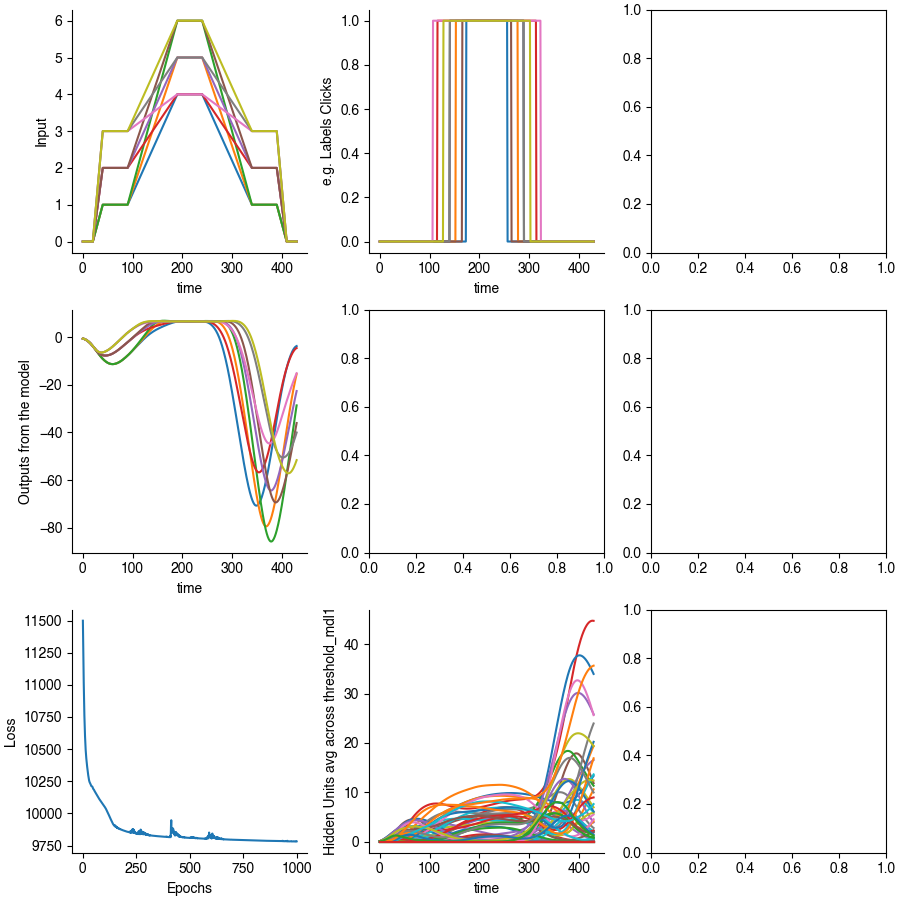 Input
6
5
4
3
2
1
0
0 100 200 300 400
time
e.g. Labels Clicks
1.0
0.8
0.6
0.4
0.2
0.0
0 100 200 300 400
time
1.0
0.8
0.6
0.4
0.2
0.0
0.0 0.2 0.4 0.6 0.8 1.0
Outputs from the model
0
−20
−40
−60
−80
0 100 200 300 400
time
1.0
0.8
0.6
0.4
0.2
0.0
0.0 0.2 0.4 0.6 0.8 1.0
1.0
0.8
0.6
0.4
0.2
0.0
0.0 0.2 0.4 0.6 0.8 1.0
Loss
11500
11250
11000
10750
10500
10250
10000
9750
0 250 500 750 1000
Epochs
Hidden Units avg across threshold_mdl1
40
30
20
10
0
0 100 200 300 400
time
1.0
0.8
0.6
0.4
0.2
0.0
0.0 0.2 0.4 0.6 0.8 1.0